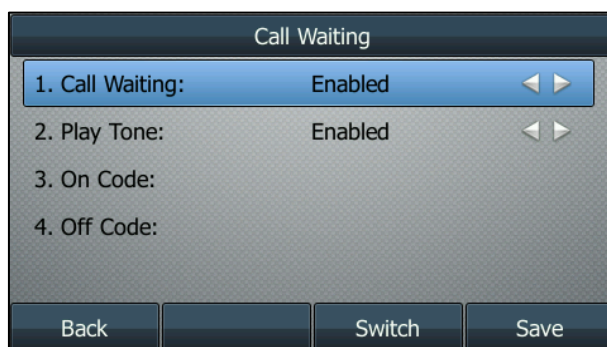 Call Waiting
1. Call Waiting: Enabled
2. Play Tone: Enabled
3. On Code:
4. Off Code:
Back Switch Save